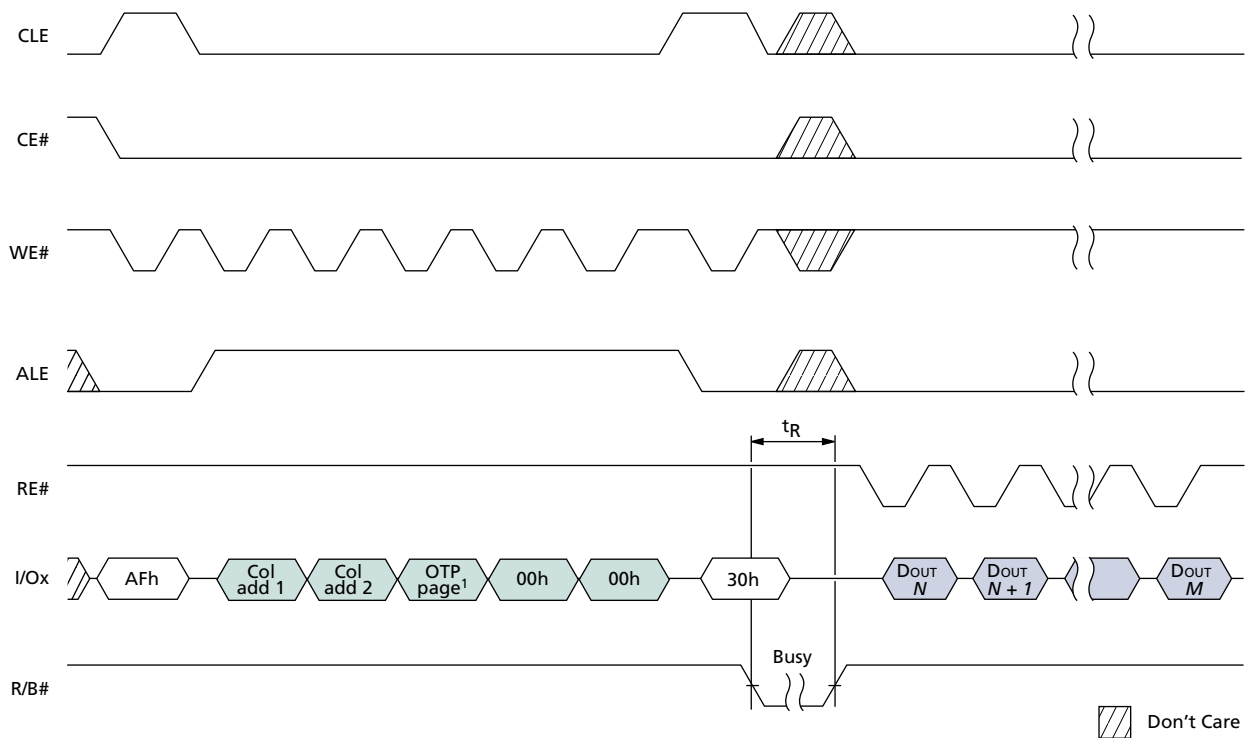 CLE
CE#
WE#
ALE
tR
RE#
I/Ox
AFh
Col
add 1
Col
add 2
OTP
page1
00h
00h
30h
DOUT
N
DOUT
N + 1
DOUT
M
Busy
R/B#
Don't Care